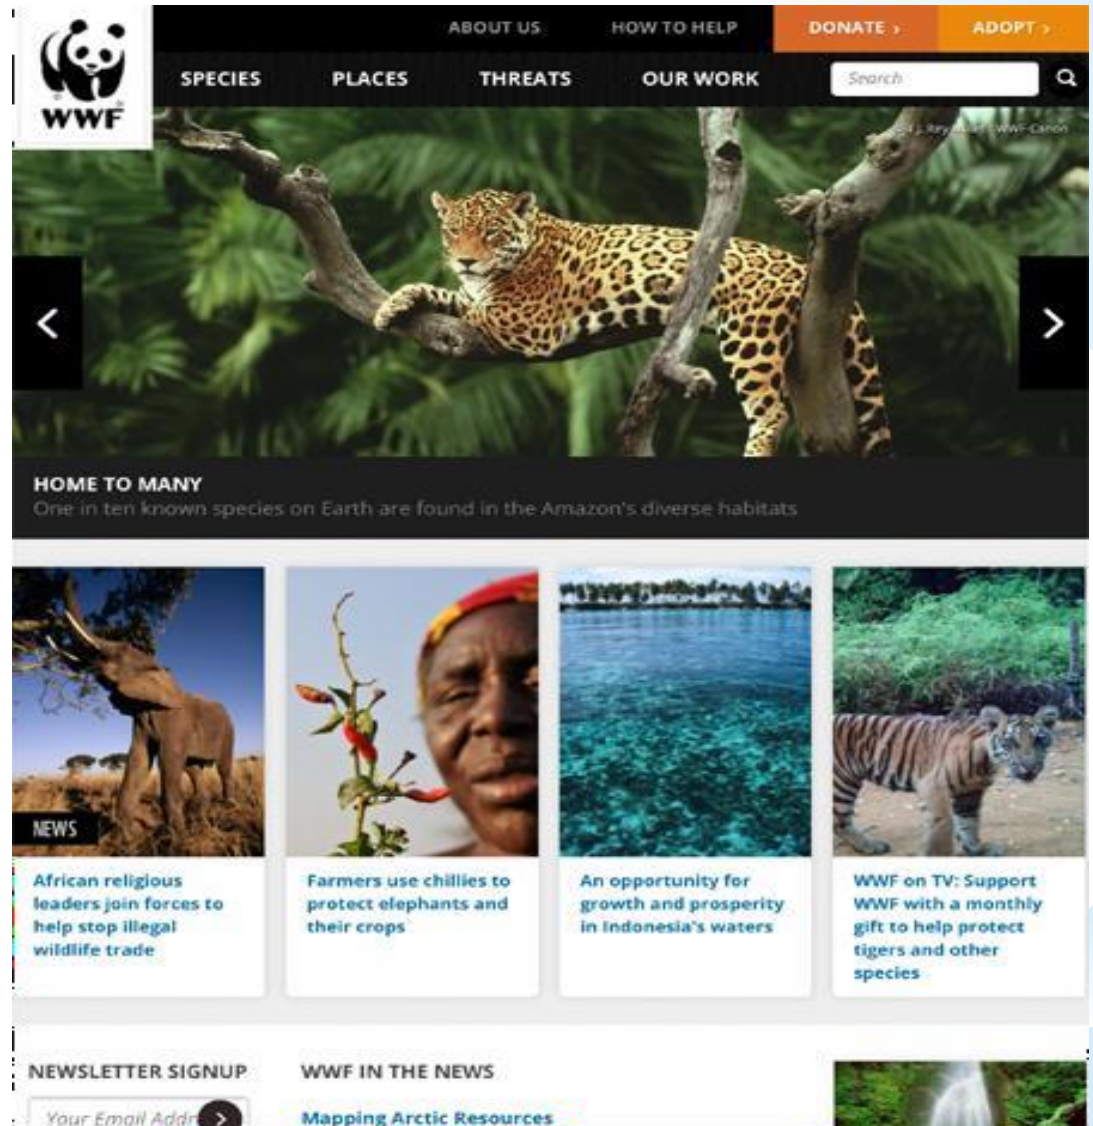 ABOUT US
HOW TO HELP
DONATE ›
ADOPT ›
WWF
SPECIES
PLACES
THREATS
OUR WORK
Search
WWF-Canon
HOME TO MANY
One in ten known species on Earth are found in the Amazon's diverse habitats
NEWS
African religious
leaders join forces to
help stop illegal
wildlife trade
Farmers use chillies to
protect elephants and
their crops
An opportunity for
growth and prosperity
in Indonesia's waters
WWF on TV: Support
WWF with a monthly
gift to help protect
tigers and other
species
NEWSLETTER SIGNUP
Your Email Addr
WWF IN THE NEWS
Mapping Arctic Resources